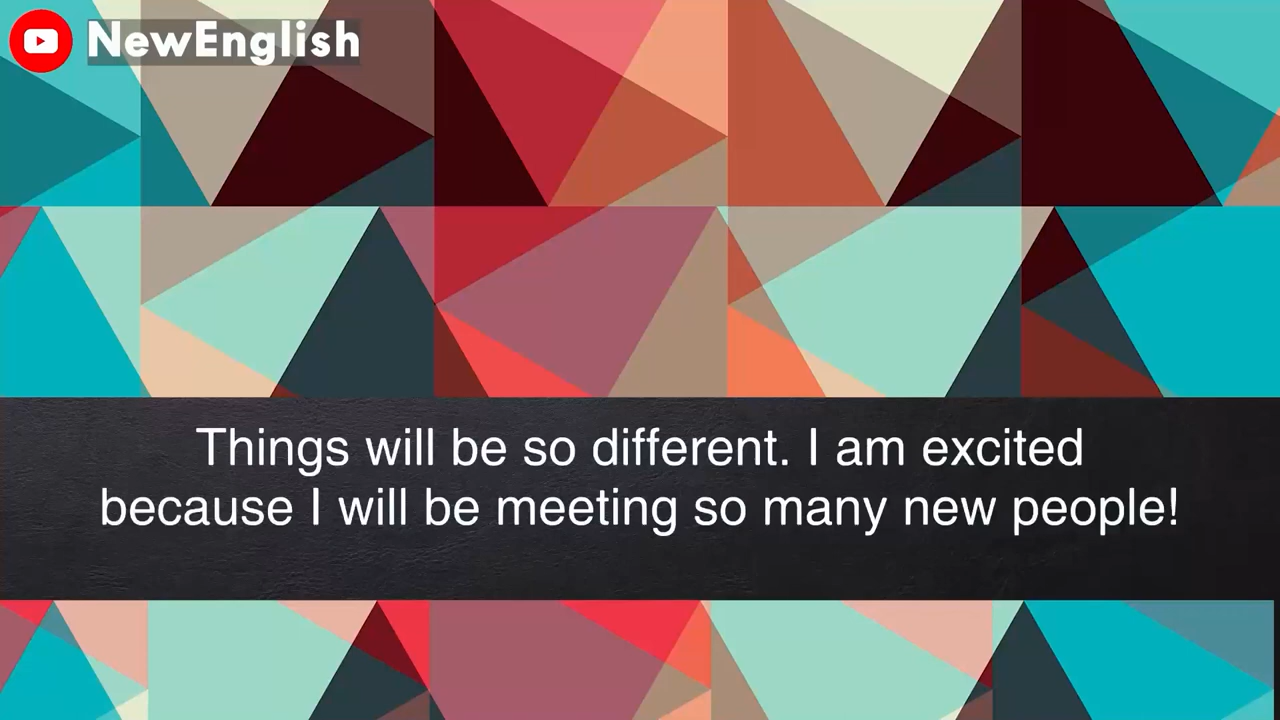 NewEnglish
Things will be so different. I am excited
because I will be meeting so many new people!